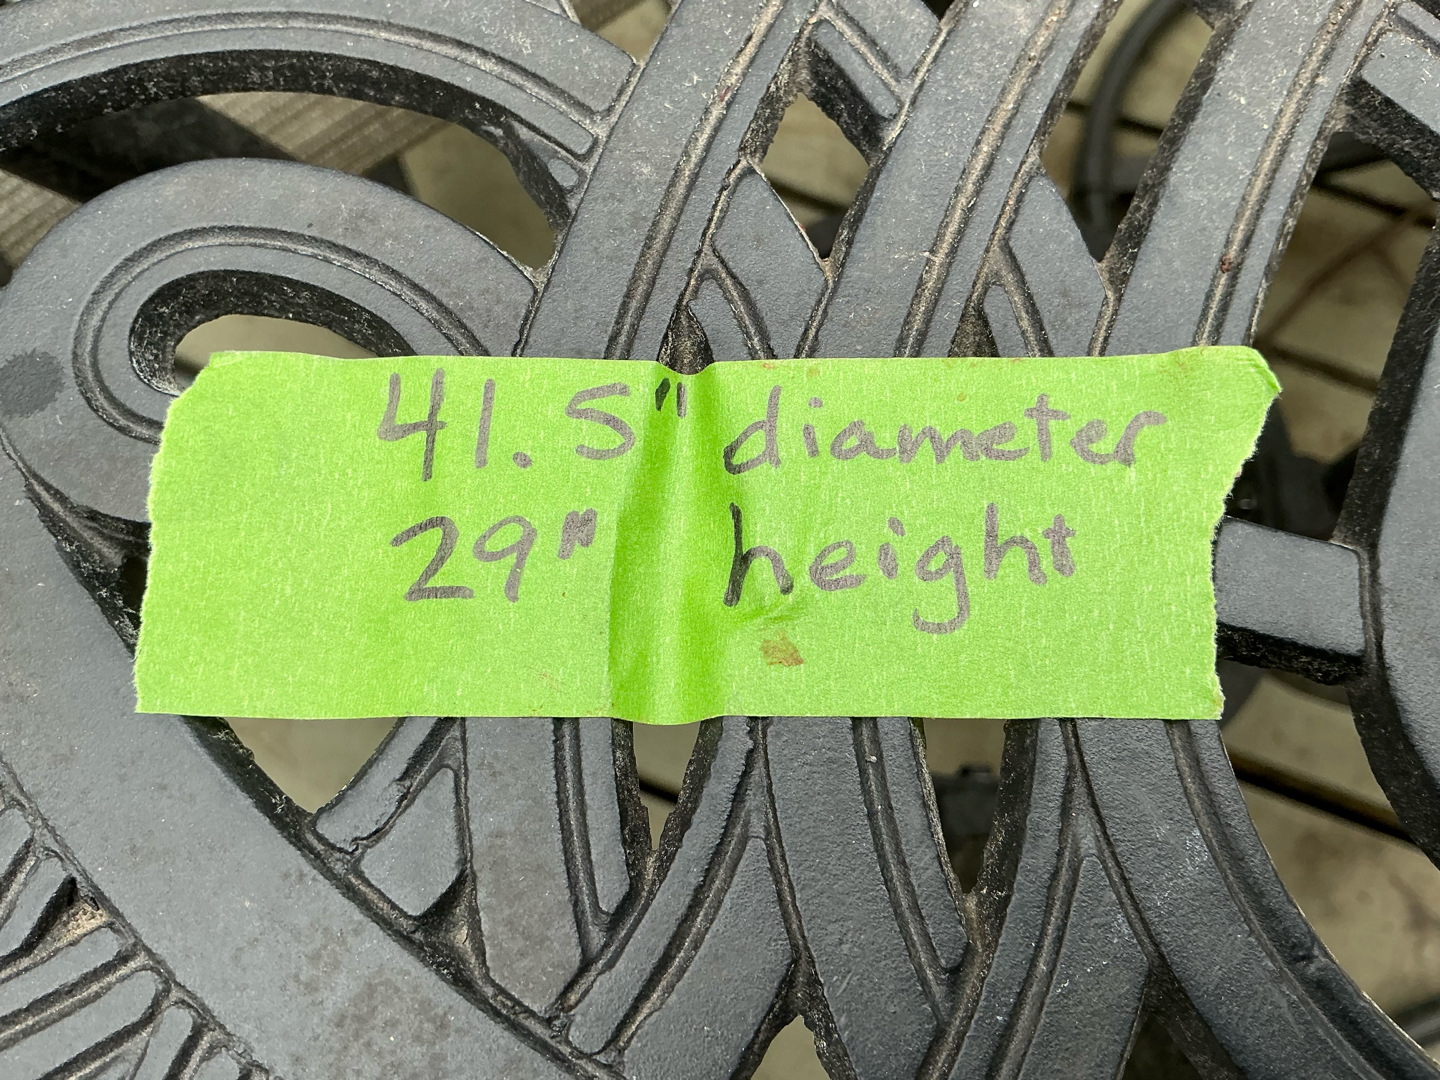 41.5" diameter
29" height